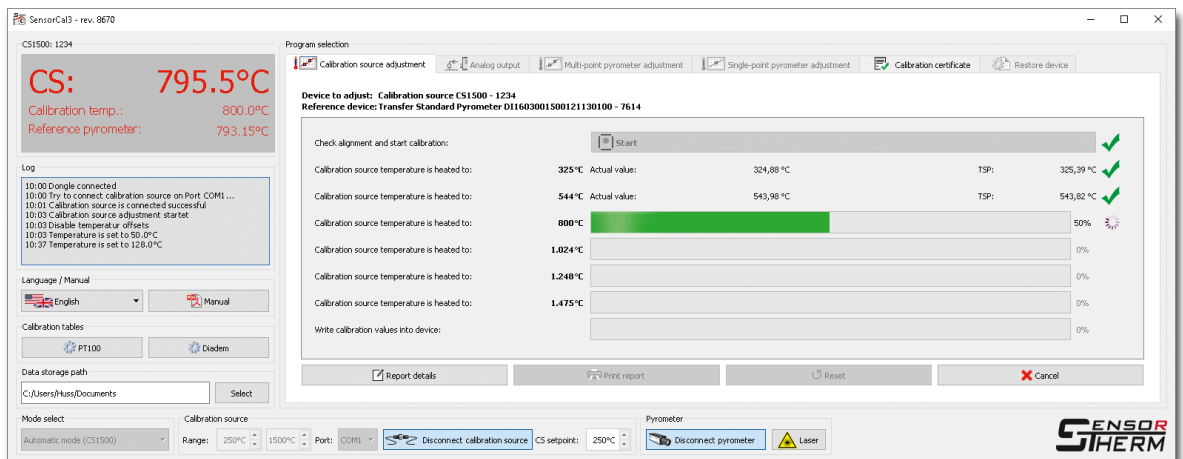 SensorCal3 - rev. 8670
CS1500: 1234
CS: 795.5°C
Calibration temp.: 800.0°C
Reference pyrometer: 793.15°C
Log
10:00 Dongle connected
10:00 Try to connect calibration source on Port COM1...
10:01 Calibration source is connected successful
10:03 Calibration source adjustment startet
10:03 Disable temperatur offsets
10:03 Temperature is set to 50.0°C
10:37 Temperature is set to 128.0°C
Language / Manual
English Manual
Calibration tables
PT100 Diadem
Data storage path
C:/Users/Huss/Documents Select
Program selection
Calibration source adjustment Analog output Multi-point pyrometer adjustment Single-point pyrometer adjustment Calibration certificate Restore device
Device to adjust: Calibration source CS1500 - 1234
Reference device: Transfer Standard Pyrometer DI1603001500121130100 - 7614
Check alignment and start calibration: Start
Calibration source temperature is heated to: 325°C Actual value: 324,88 °C TSP: 325,39 °C
Calibration source temperature is heated to: 544°C Actual value: 543,98 °C TSP: 543,82 °C
Calibration source temperature is heated to: 800°C 50%
Calibration source temperature is heated to: 1.024°C 0%
Calibration source temperature is heated to: 1.248°C 0%
Calibration source temperature is heated to: 1.475°C 0%
Write calibration values into device: 0%
Report details Print report Reset Cancel
Mode select
Automatic mode (CS1500)
Calibration source
Range: 250°C 1500°C Port: COM1 Disconnect calibration source CS setpoint: 250°C
Pyrometer
Disconnect pyrometer Laser
SENSOR
THERM